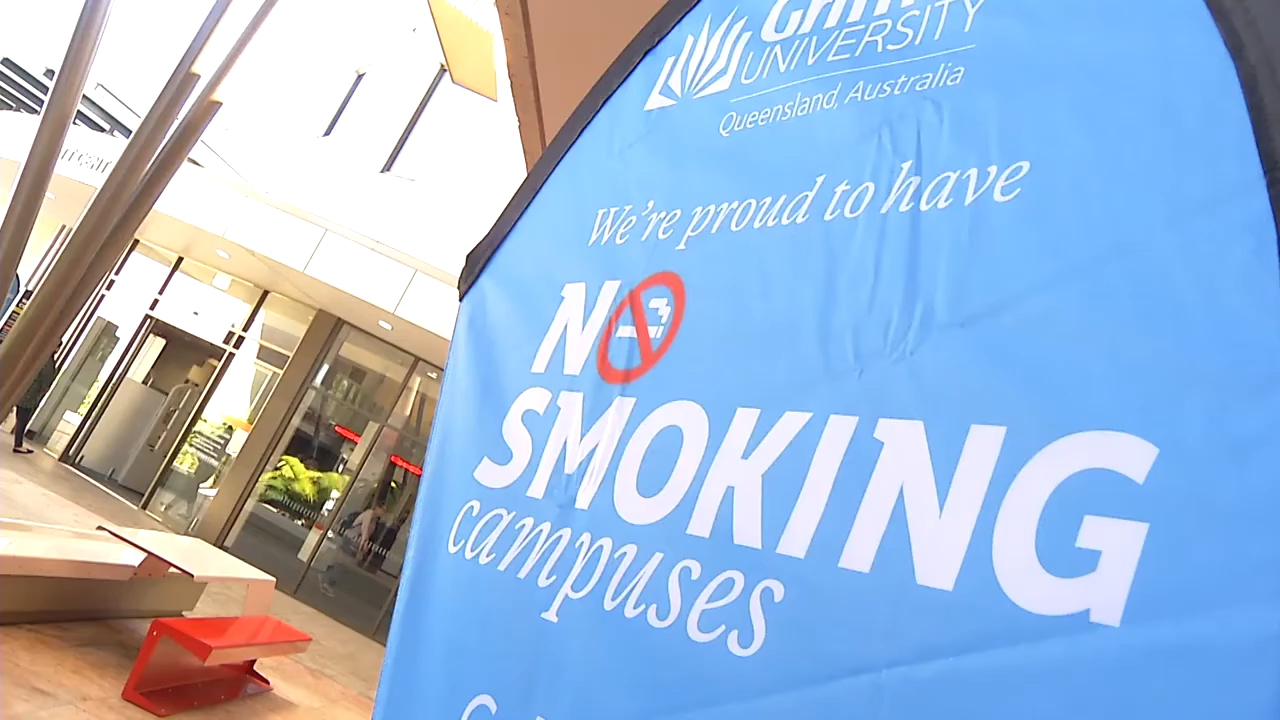 UNIVERSITY
Queensland, Australia
We're proud to have
NO
SMOKING
campuses